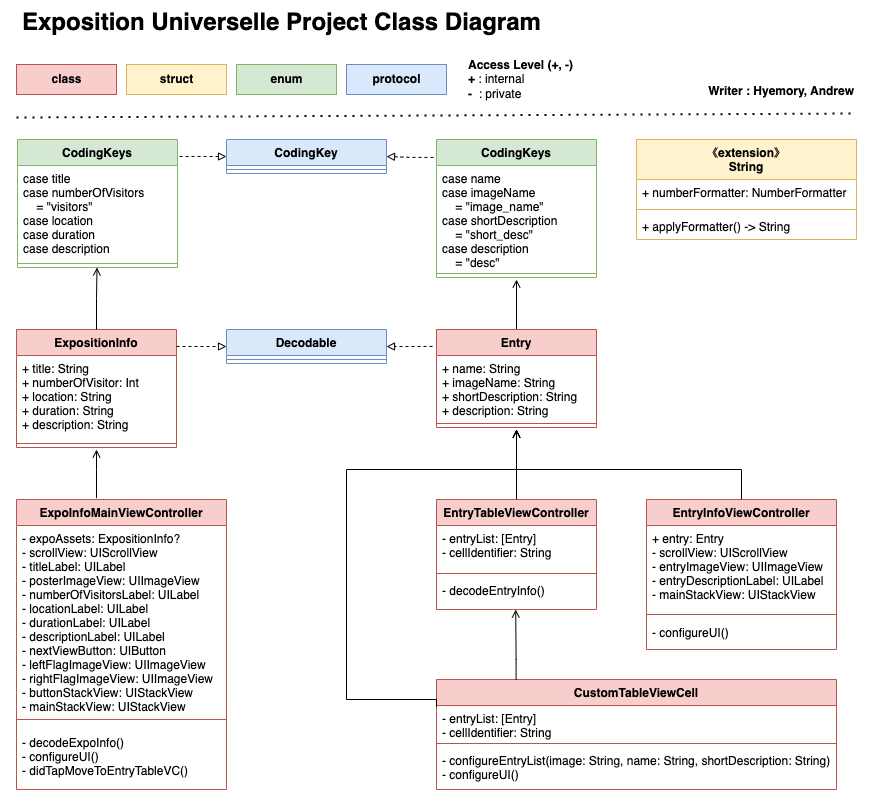 Exposition Universelle Project Class Diagram
class
struct
enum
protocol
Access Level (+, -)
+ : internal
- : private
Writer : Hyemory, Andrew
CodingKeys
case title
case numberOfVisitors
= "visitors"
case location
case duration
case description
CodingKey
CodingKeys
case name
case imageName
= "image_name"
case shortDescription
= "short_desc"
case description
= "desc"
《extension》
String
+ numberFormatter: NumberFormatter
+ applyFormatter() -> String
ExpositionInfo
+ title: String
+ numberOfVisitor: Int
+ location: String
+ duration: String
+ description: String
Decodable
Entry
+ name: String
+ imageName: String
+ shortDescription: String
+ description: String
ExpoInfoMainViewController
- expoAssets: ExpositionInfo?
- scrollView: UIScrollView
- titleLabel: UILabel
- posterImageView: UIImageView
- numberOfVisitorsLabel: UILabel
- locationLabel: UILabel
- durationLabel: UILabel
- descriptionLabel: UILabel
- nextViewButton: UIButton
- leftFlagImageView: UIImageView
- rightFlagImageView: UIImageView
- buttonStackView: UIStackView
- mainStackView: UIStackView
- decodeExpoInfo()
- configureUI()
- didTapMoveToEntryTableVC()
EntryTableViewController
- entryList: [Entry]
- cellIdentifier: String
- decodeEntryInfo()
EntryInfoViewController
+ entry: Entry
- scrollView: UIScrollView
- entryImageView: UIImageView
- entryDescriptionLabel: UILabel
- mainStackView: UIStackView
- configureUI()
CustomTableViewCell
- entryList: [Entry]
- cellIdentifier: String
- configureEntryList(image: String, name: String, shortDescription: String)
- configureUI()